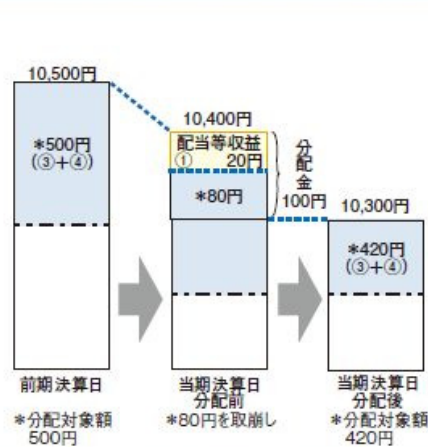 10,500円
*500円
(③+④)
10,400円
配当等収益
① 20円
*80円
分配金
100円
10,300円
*420円
(③+④)
前期決算日
*分配対象額
500円
当期決算日
分配前
*80円を取崩し
当期決算日
分配後
*分配対象額
420円